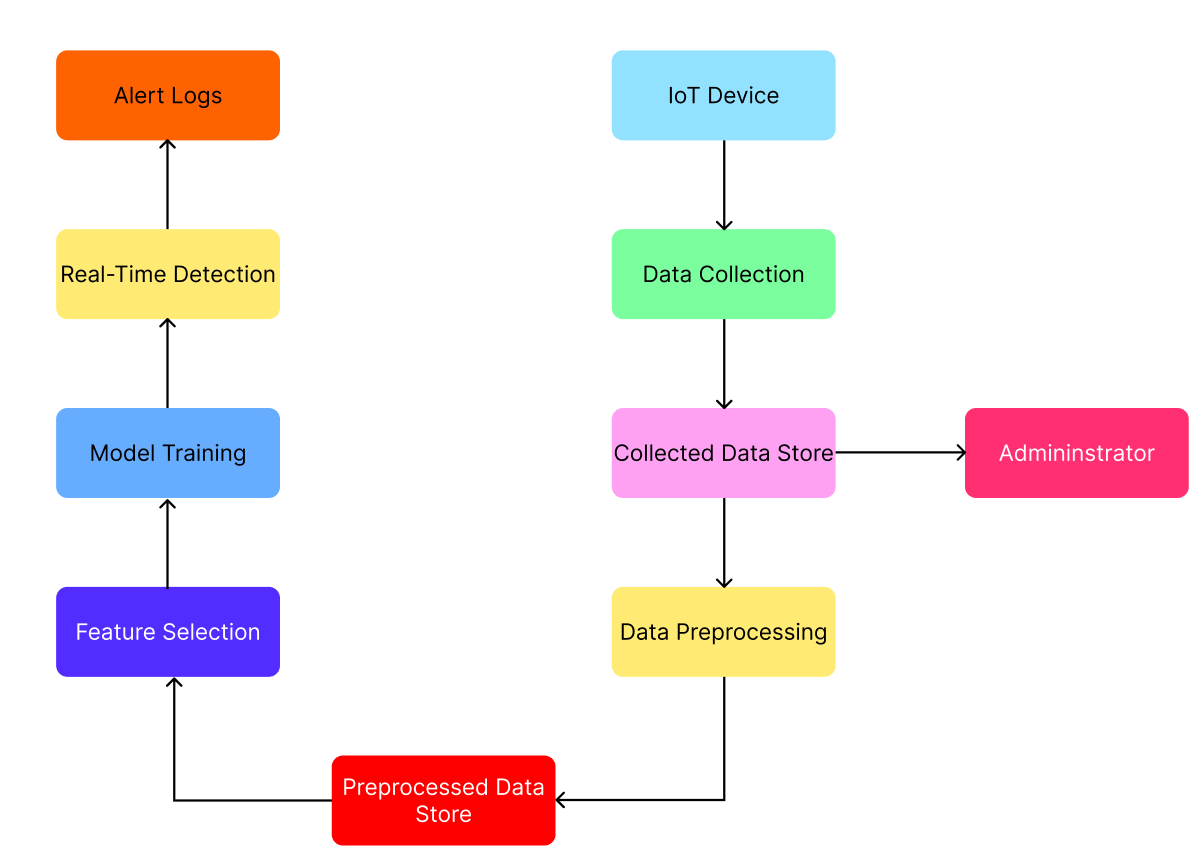 Alert Logs
IoT Device
Real-Time Detection
Data Collection
Model Training
Collected Data Store
Admininstrator
Feature Selection
Data Preprocessing
Preprocessed Data
Store